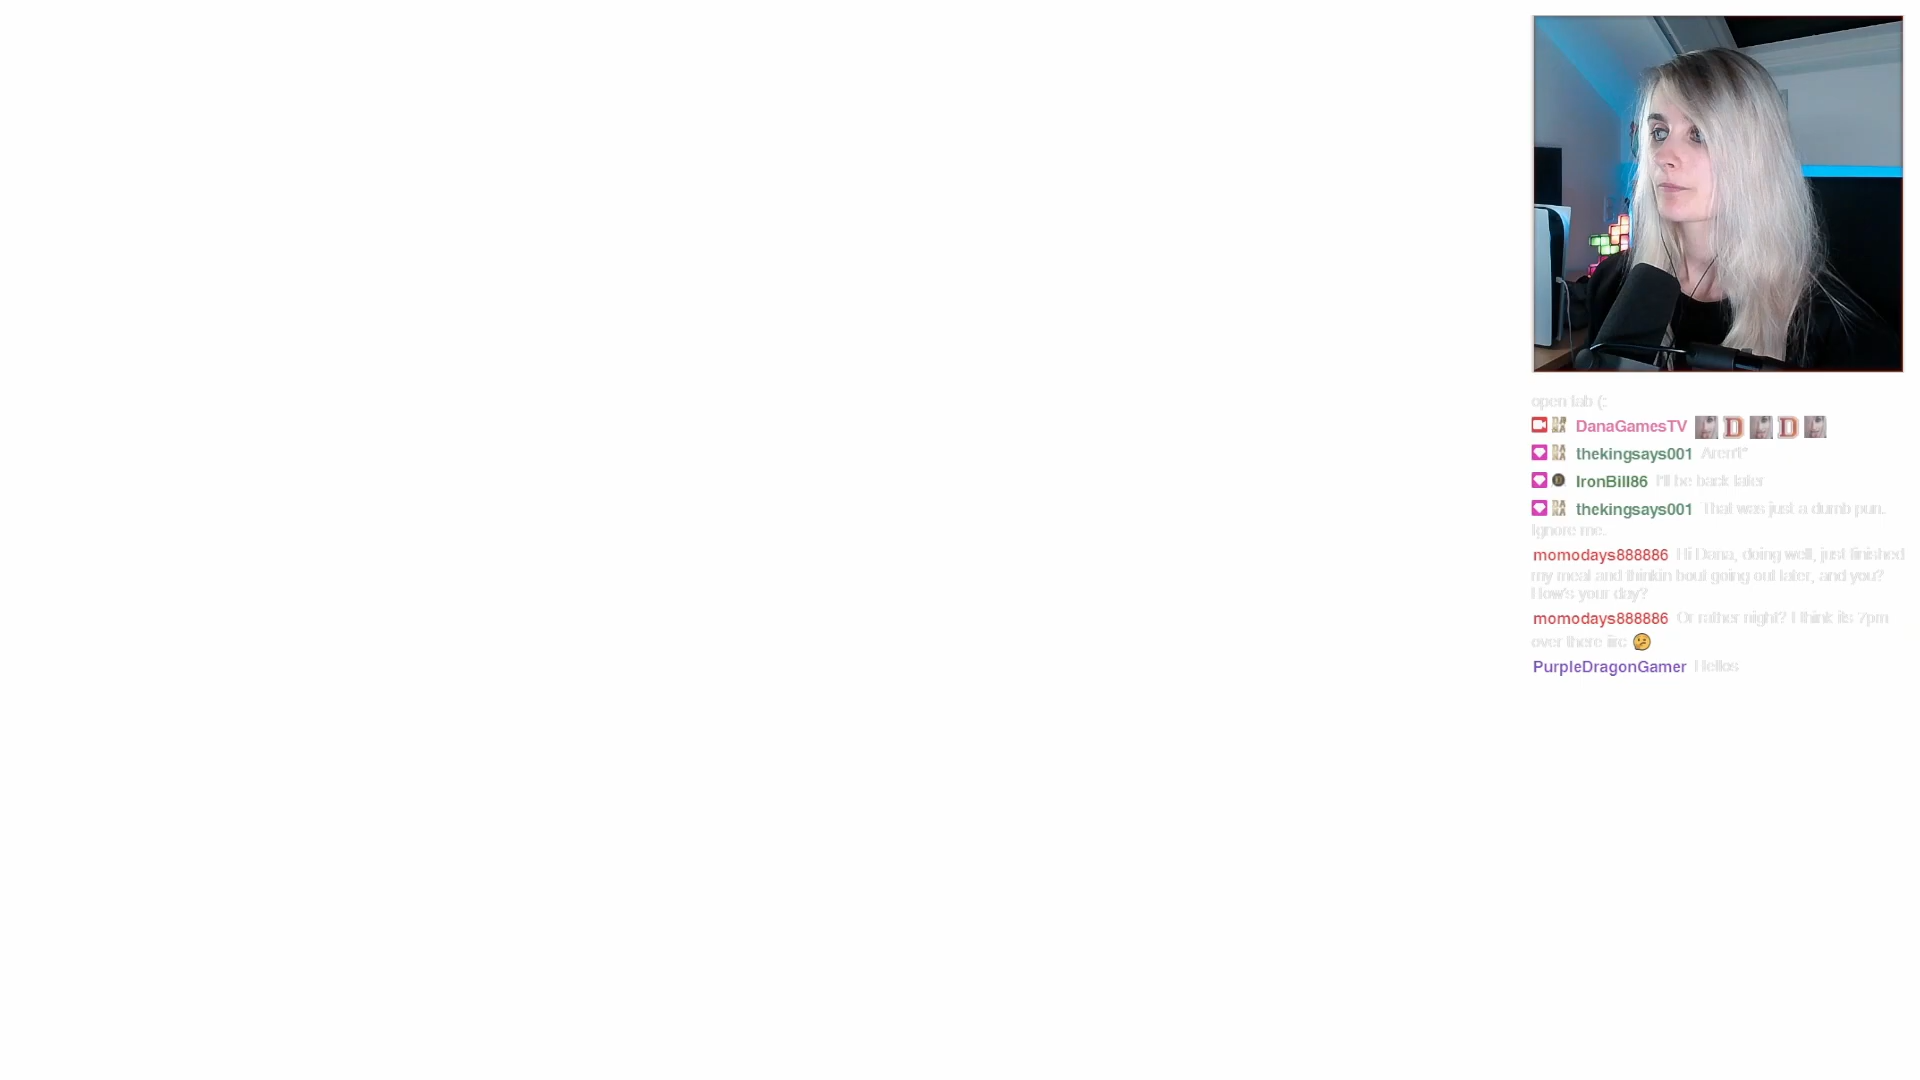 open tab (:
DanaGamesTV D D
thekingsays001 Aren't*
IronBill86 I'll be back later
thekingsays001 That was just a dumb pun.
Ignore me.
momodays888886 Hi Dana, doing well, just finished
my meal and thinkin bout going out later, and you?
How's your day?
momodays888886 Or rather night? I think its 7pm
over there iirc
PurpleDragonGamer Hellos